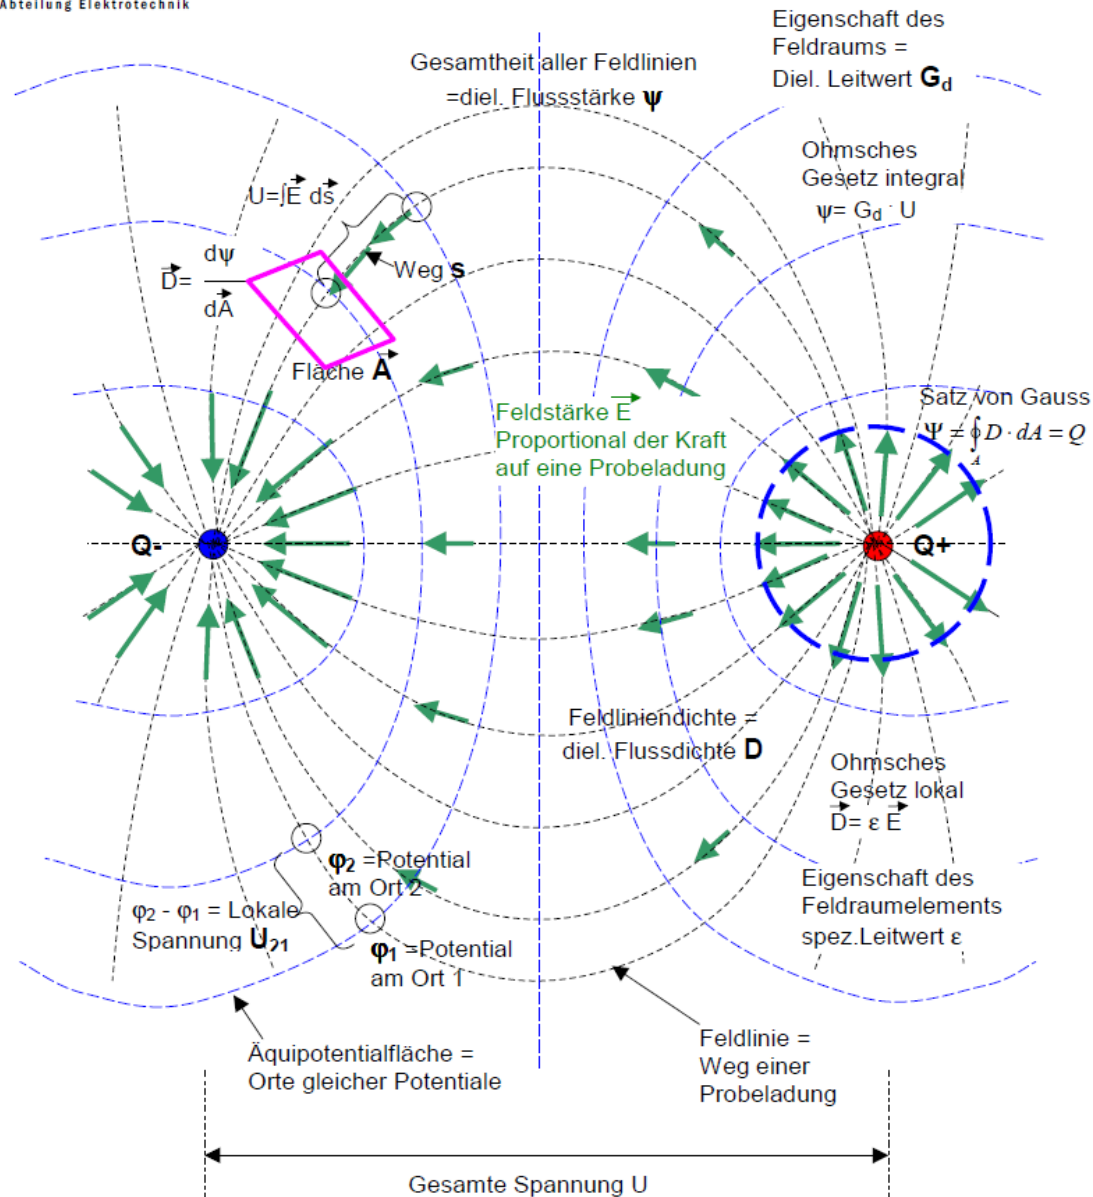 Abteilung Elektrotechnik
Eigenschaft des
Feldraums =
Diel. Leitwert G_d
Gesamtheit aller Feldlinien
=diel. Flussstärke ψ
Ohmsches
Gesetz integral
ψ= G_d · U
U=∫E⃗ ds⃗
D⃗= dψ / dA⃗
Weg s
Fläche A⃗
Feldstärke E⃗
Proportional der Kraft
auf eine Probeladung
Satz von Gauss
Ψ = ∮_A D · dA = Q
Q-
Q+
Feldliniendichte =
diel. Flussdichte D
Ohmsches
Gesetz lokal
D⃗= ε E⃗
Eigenschaft des
Feldraumelements
spez.Leitwert ε
φ₂ =Potential
am Ort 2
φ₂ - φ₁ = Lokale
Spannung U₂₁
φ₁ =Potential
am Ort 1
Äquipotentialfläche =
Orte gleicher Potentiale
Feldlinie =
Weg einer
Probeladung
Gesamte Spannung U